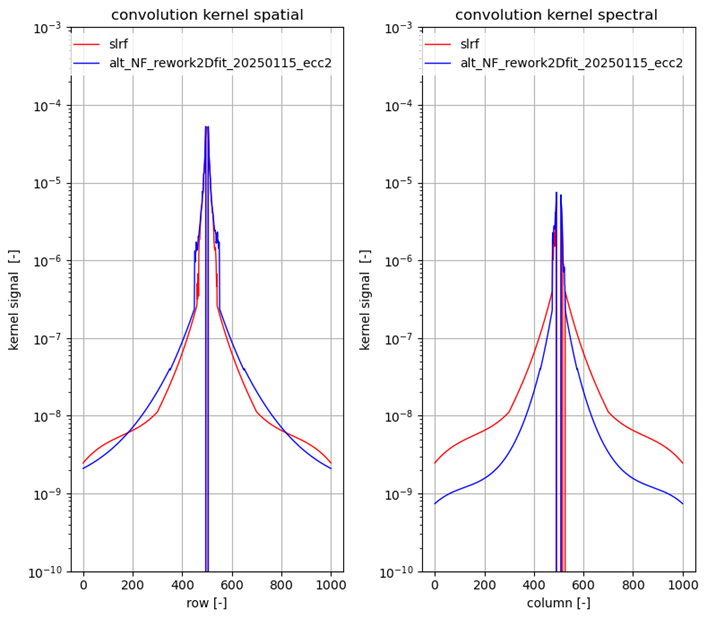 convolution kernel spatial
slrf
alt_NF_rework2Dfit_20250115_ecc2
10⁻³
10⁻⁴
10⁻⁵
10⁻⁶
10⁻⁷
10⁻⁸
10⁻⁹
10⁻¹⁰
kernel signal [-]
0 200 400 600 800 1000
row [-]
convolution kernel spectral
slrf
alt_NF_rework2Dfit_20250115_ecc2
10⁻³
10⁻⁴
10⁻⁵
10⁻⁶
10⁻⁷
10⁻⁸
10⁻⁹
10⁻¹⁰
kernel signal [-]
0 200 400 600 800 1000
column [-]